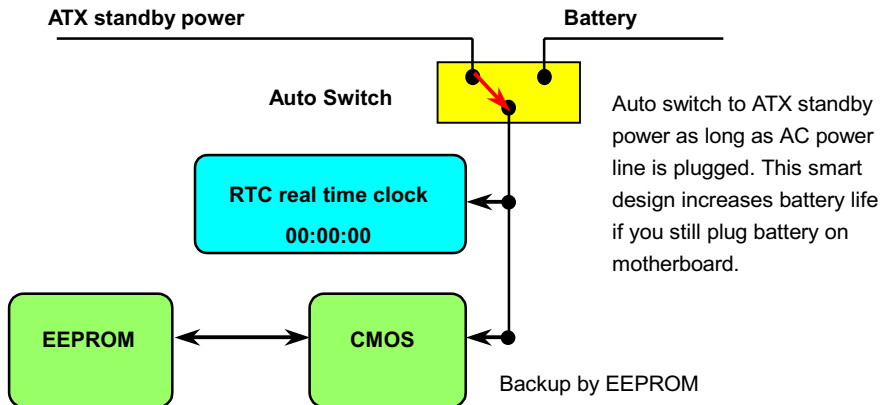 ATX standby power
Battery
Auto Switch
Auto switch to ATX standby
power as long as AC power
line is plugged. This smart
design increases battery life
if you still plug battery on
motherboard.
RTC real time clock
00:00:00
EEPROM
CMOS
Backup by EEPROM